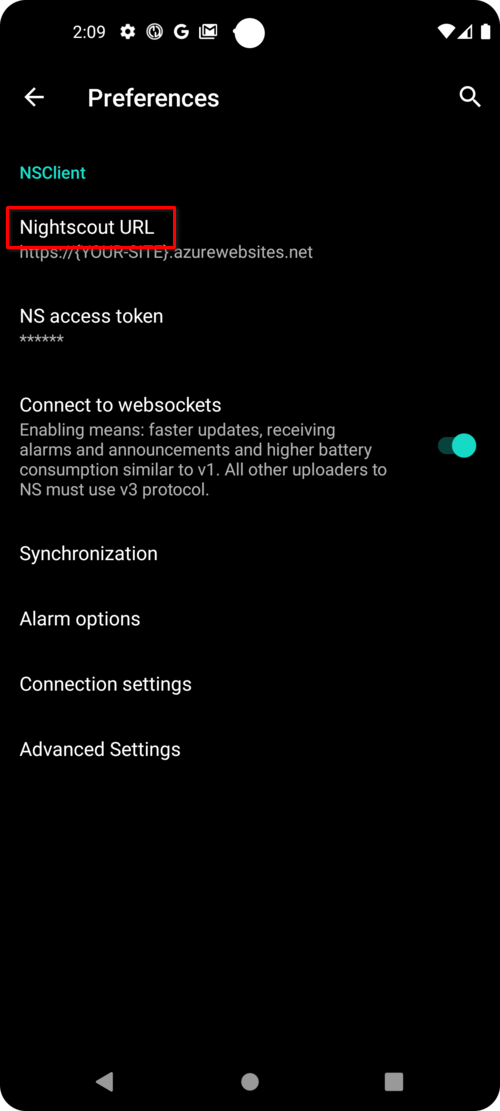 2:09
Preferences
NSClient
Nightscout URL
https://{YOUR-SITE}.azurewebsites.net
NS access token
******
Connect to websockets
Enabling means: faster updates, receiving
alarms and announcements and higher battery
consumption similar to v1. All other uploaders to
NS must use v3 protocol.
Synchronization
Alarm options
Connection settings
Advanced Settings